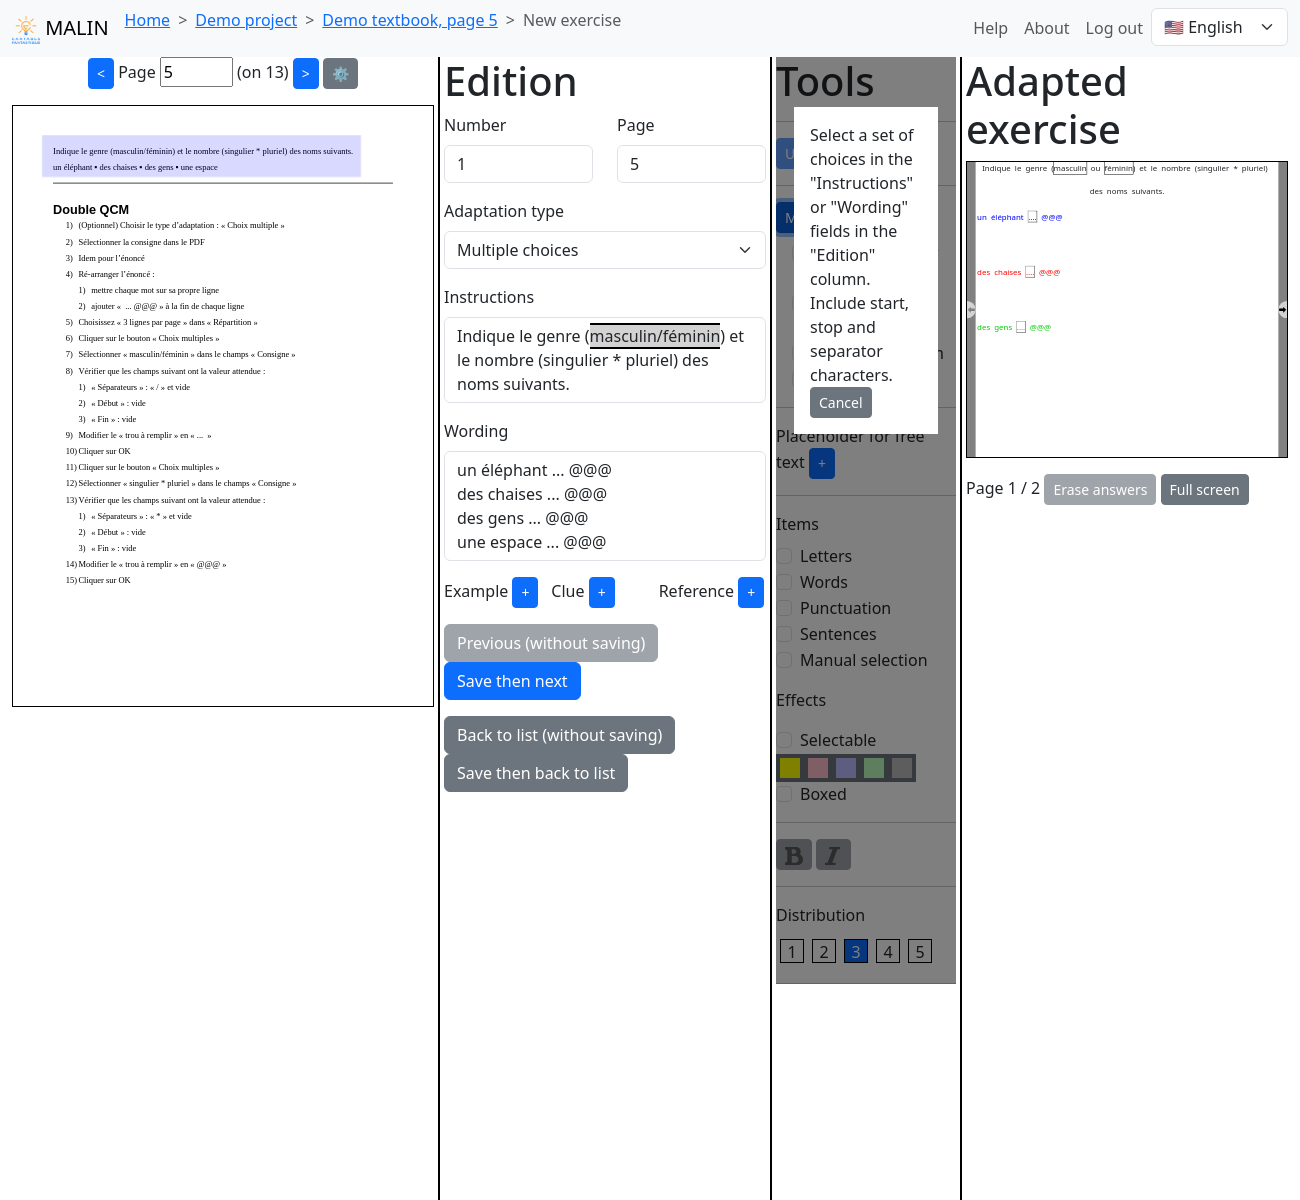 MALIN
Home > Demo project > Demo textbook, page 5 > New exercise
Help About Log out 🇺🇸 English
< Page 5 (on 13) > ⚙️
Indique le genre (masculin/féminin) et le nombre (singulier * pluriel) des noms suivants.
un éléphant • des chaises • des gens • une espace
Double QCM
1) (Optionnel) Choisir le type d'adaptation : « Choix multiple »
2) Sélectionner la consigne dans le PDF
3) Idem pour l'énoncé
4) Ré-arranger l'énoncé :
1) mettre chaque mot sur sa propre ligne
2) ajouter « ... @@@ » à la fin de chaque ligne
5) Choisissez « 3 lignes par page » dans « Répartition »
6) Cliquer sur le bouton « Choix multiples »
7) Sélectionner « masculin/féminin » dans le champs « Consigne »
8) Vérifier que les champs suivant ont la valeur attendue :
1) « Séparateurs » : « / » et vide
2) « Début » : vide
3) « Fin » : vide
9) Modifier le « trou à remplir » en « ... »
10) Cliquer sur OK
11) Cliquer sur le bouton « Choix multiples »
12) Sélectionner « singulier * pluriel » dans le champs « Consigne »
13) Vérifier que les champs suivant ont la valeur attendue :
1) « Séparateurs » : « * » et vide
2) « Début » : vide
3) « Fin » : vide
14) Modifier le « trou à remplir » en « @@@ »
15) Cliquer sur OK
Edition
Number Page
1 5
Adaptation type
Multiple choices
Instructions
Indique le genre (masculin/féminin) et
le nombre (singulier * pluriel) des
noms suivants.
Wording
un éléphant ... @@@
des chaises ... @@@
des gens ... @@@
une espace ... @@@
Example + Clue + Reference +
Previous (without saving)
Save then next
Back to list (without saving)
Save then back to list
Tools
Select a set of
choices in the
"Instructions"
or "Wording"
fields in the
"Edition"
column.
Include start,
stop and
separator
characters.
Cancel
Placeholder for free
text +
Items
Letters
Words
Punctuation
Sentences
Manual selection
Effects
Selectable
Boxed
B I
Distribution
1 2 3 4 5
Adapted
exercise
Indique le genre (masculin ou féminin) et le nombre (singulier * pluriel)
des noms suivants.
un éléphant ... @@@
des chaises ... @@@
des gens ... @@@
Page 1 / 2 Erase answers Full screen